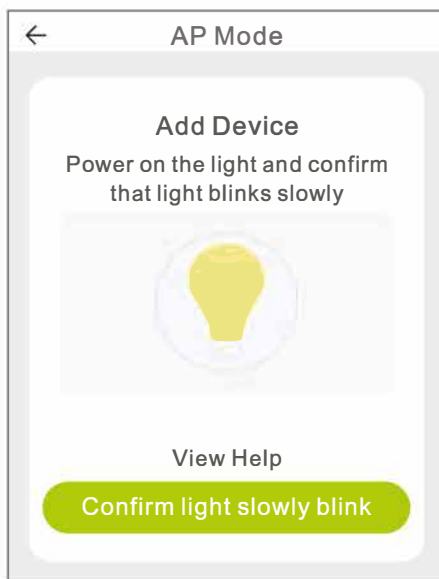 AP Mode
Add Device
Power on the light and confirm
that light blinks slowly
View Help
Confirm light slowly blink